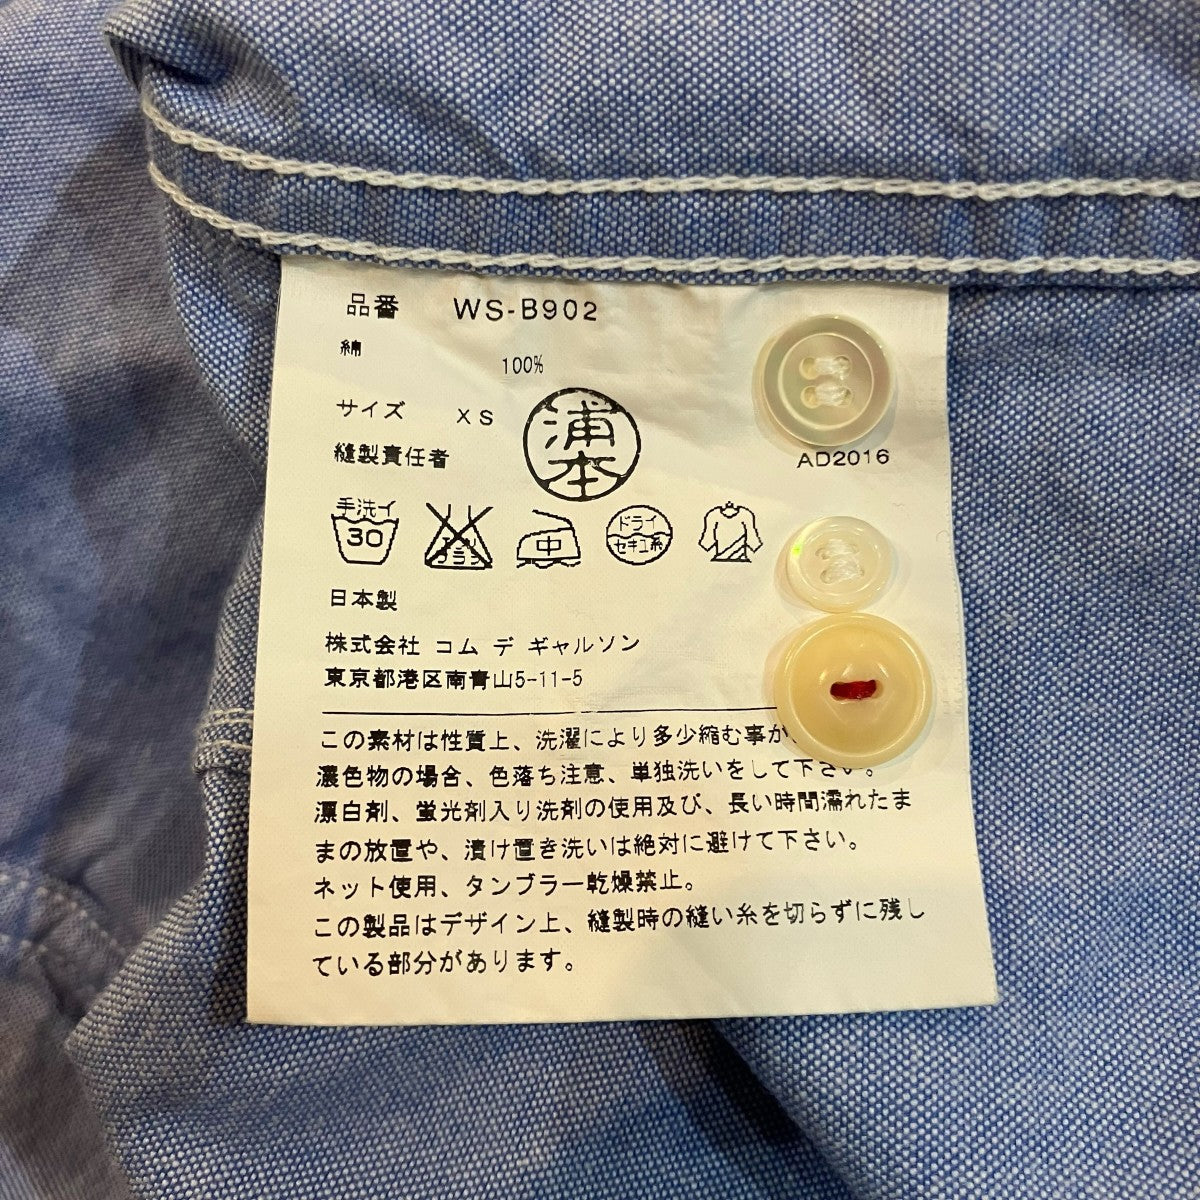 品番 WS-B902
綿 100%
サイズ XS
縫製責任者 浦本
AD2016
手洗イ 30
中
ドライ
セキユ系
日本製
株式会社 コム デ ギャルソン
東京都港区南青山5-11-5
この素材は性質上、洗濯により多少縮む事が
濃色物の場合、色落ち注意、単独洗いをして下さい。
漂白剤、蛍光剤入り洗剤の使用及び、長い時間濡れたま
まの放置や、漬け置き洗いは絶対に避けて下さい。
ネット使用、タンブラー乾燥禁止。
この製品はデザイン上、縫製時の縫い糸を切らずに残し
ている部分があります。